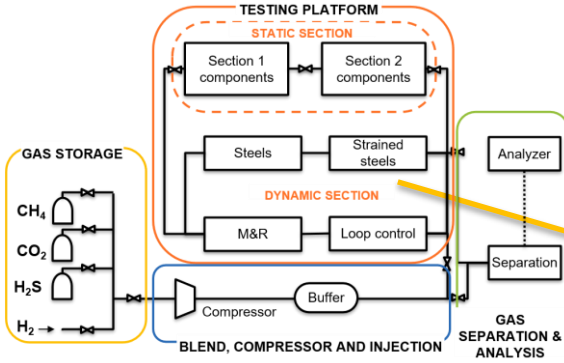 TESTING PLATFORM
STATIC SECTION
Section 1
components
Section 2
components
Steels
Strained
steels
DYNAMIC SECTION
M&R
Loop control
GAS STORAGE
CH₄
CO₂
H₂S
H₂
Compressor
Buffer
BLEND, COMPRESSOR AND INJECTION
Analyzer
Separation
GAS
SEPARATION &
ANALYSIS